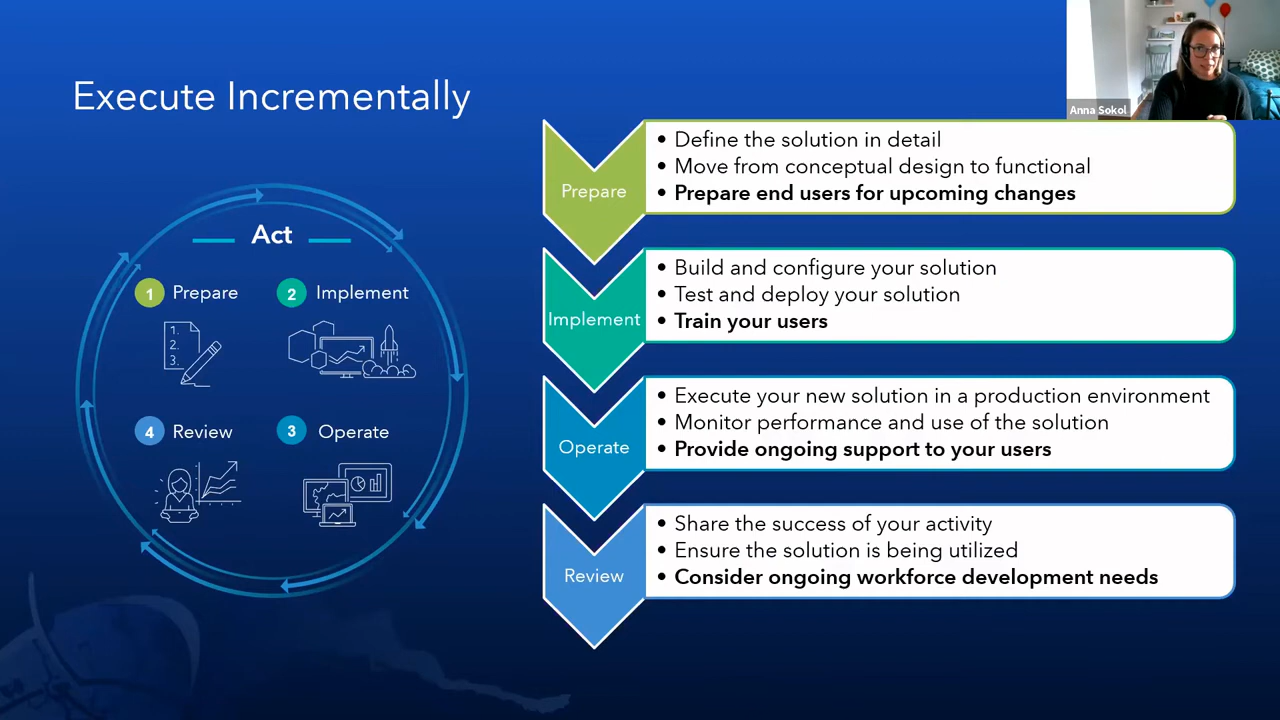 Execute Incrementally
Anna Sokol
Act
1 Prepare
2 Implement
1.
2.
3.
4 Review
3 Operate
Prepare
• Define the solution in detail
• Move from conceptual design to functional
• Prepare end users for upcoming changes
Implement
• Build and configure your solution
• Test and deploy your solution
• Train your users
Operate
• Execute your new solution in a production environment
• Monitor performance and use of the solution
• Provide ongoing support to your users
Review
• Share the success of your activity
• Ensure the solution is being utilized
• Consider ongoing workforce development needs